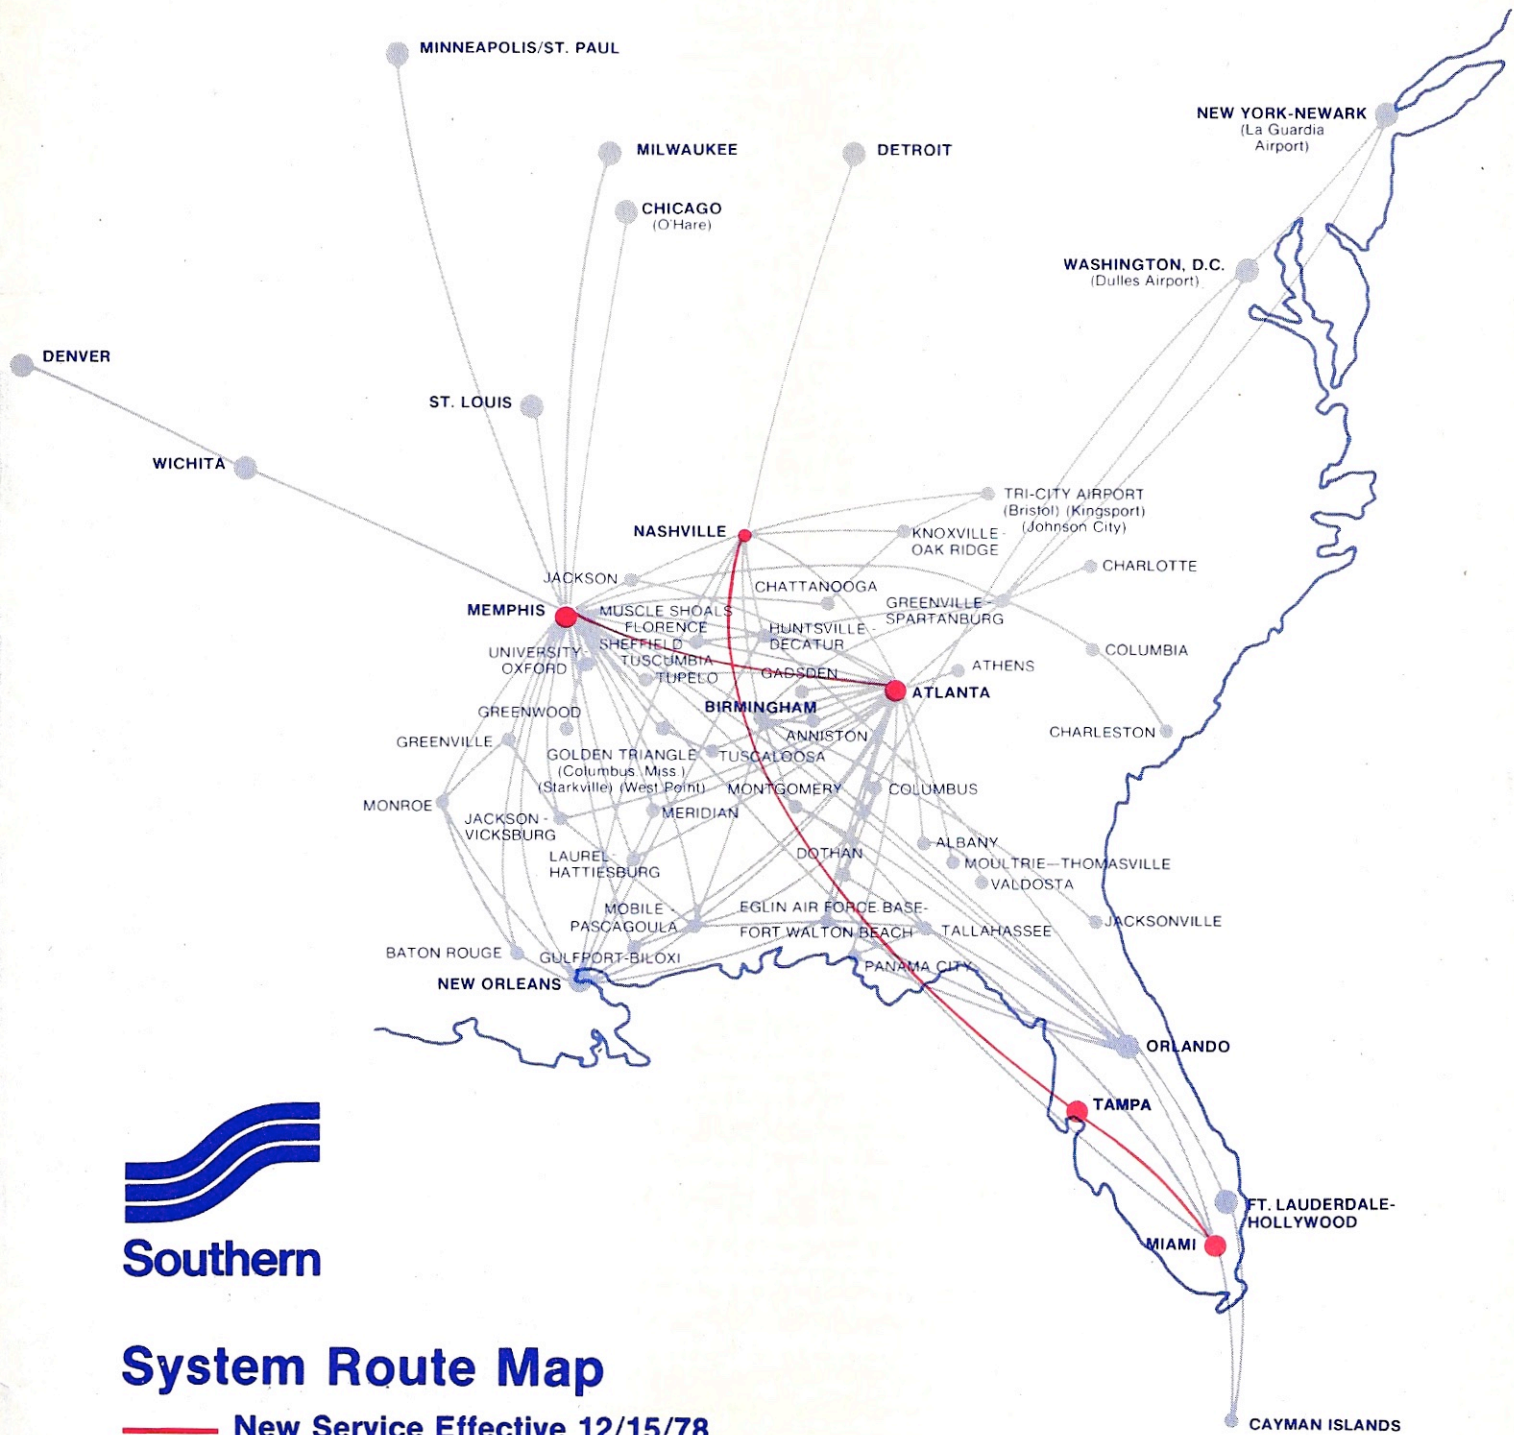 MINNEAPOLIS/ST. PAUL
NEW YORK-NEWARK
(La Guardia
Airport)
MILWAUKEE
DETROIT
CHICAGO
(O'Hare)
WASHINGTON, D.C.
(Dulles Airport)
DENVER
ST. LOUIS
WICHITA
TRI-CITY AIRPORT
(Bristol) (Kingsport)
(Johnson City)
NASHVILLE
KNOXVILLE-
OAK RIDGE
CHARLOTTE
JACKSON
CHATTANOOGA
GREENVILLE-
SPARTANBURG
MEMPHIS
MUSCLE SHOALS
FLORENCE
SHEFFIELD
TUSCUMBIA
HUNTSVILLE-
DECATUR
UNIVERSITY-
OXFORD
COLUMBIA
TUPELO
GADSDEN
ATHENS
ATLANTA
BIRMINGHAM
GREENWOOD
ANNISTON
CHARLESTON
GREENVILLE
GOLDEN TRIANGLE
(Columbus, Miss.)
(Starkville) (West Point)
TUSCALOOSA
MONTGOMERY
COLUMBUS
MONROE
JACKSON-
VICKSBURG
MERIDIAN
ALBANY
DOTHAN
MOULTRIE—THOMASVILLE
LAUREL-
HATTIESBURG
VALDOSTA
MOBILE-
PASCAGOULA
EGLIN AIR FORCE BASE-
FORT WALTON BEACH
TALLAHASSEE
JACKSONVILLE
BATON ROUGE
GULFPORT-BILOXI
PANAMA CITY
NEW ORLEANS
ORLANDO
TAMPA
FT. LAUDERDALE-
HOLLYWOOD
MIAMI
Southern
System Route Map
New Service Effective 12/15/78
CAYMAN ISLANDS